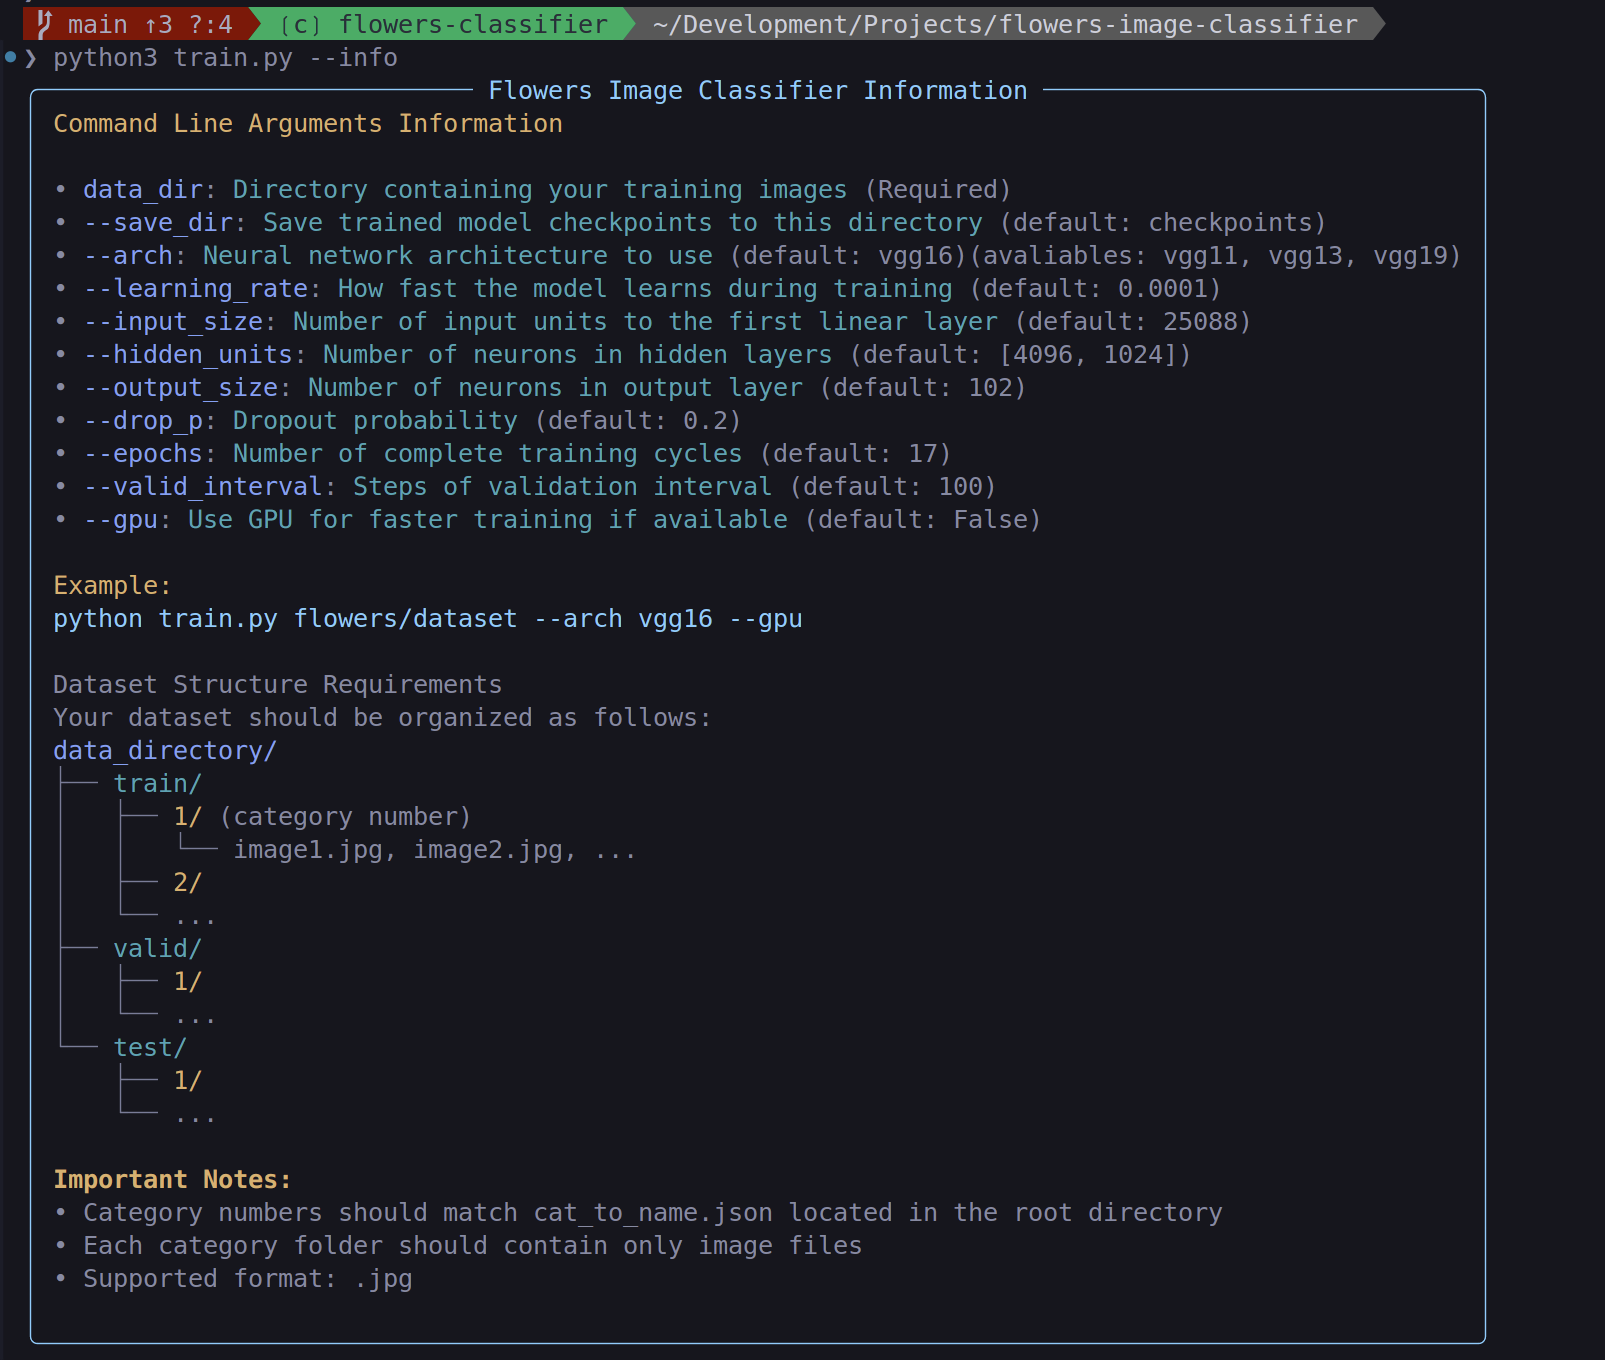 main ↑3 ?:4 (c) flowers-classifier ~/Development/Projects/flowers-image-classifier
❯ python3 train.py --info
Flowers Image Classifier Information
Command Line Arguments Information
• data_dir: Directory containing your training images (Required)
• --save_dir: Save trained model checkpoints to this directory (default: checkpoints)
• --arch: Neural network architecture to use (default: vgg16)(avaliables: vgg11, vgg13, vgg19)
• --learning_rate: How fast the model learns during training (default: 0.0001)
• --input_size: Number of input units to the first linear layer (default: 25088)
• --hidden_units: Number of neurons in hidden layers (default: [4096, 1024])
• --output_size: Number of neurons in output layer (default: 102)
• --drop_p: Dropout probability (default: 0.2)
• --epochs: Number of complete training cycles (default: 17)
• --valid_interval: Steps of validation interval (default: 100)
• --gpu: Use GPU for faster training if available (default: False)
Example:
python train.py flowers/dataset --arch vgg16 --gpu
Dataset Structure Requirements
Your dataset should be organized as follows:
data_directory/
├── train/
│   ├── 1/ (category number)
│   │   └── image1.jpg, image2.jpg, ...
│   ├── 2/
│   └── ...
├── valid/
│   ├── 1/
│   └── ...
└── test/
    ├── 1/
    └── ...
Important Notes:
• Category numbers should match cat_to_name.json located in the root directory
• Each category folder should contain only image files
• Supported format: .jpg